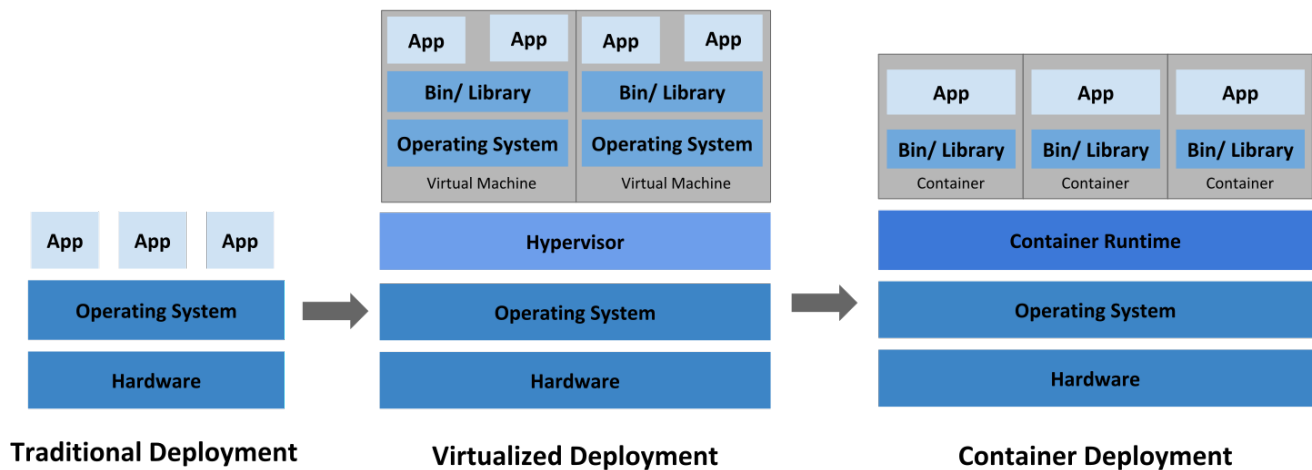 App
App
App
Operating System
Hardware
Traditional Deployment
App
App
Bin/ Library
Operating System
Virtual Machine
App
App
Bin/ Library
Operating System
Virtual Machine
Hypervisor
Operating System
Hardware
Virtualized Deployment
App
Bin/ Library
Container
App
Bin/ Library
Container
App
Bin/ Library
Container
Container Runtime
Operating System
Hardware
Container Deployment